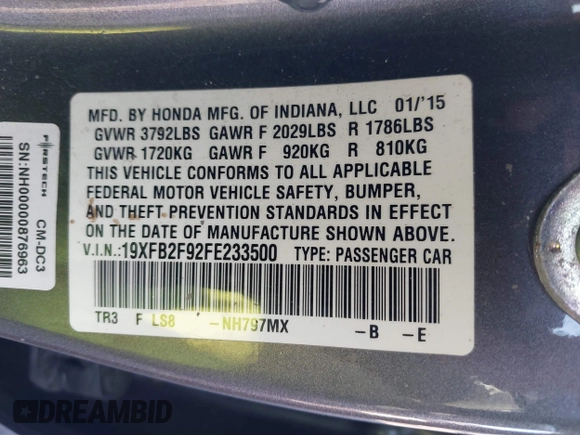 MFD. BY HONDA MFG. OF INDIANA, LLC 01/'15
GVWR 3792LBS GAWR F 2029LBS R 1786LBS
GVWR 1720KG GAWR F 920KG R 810KG
THIS VEHICLE CONFORMS TO ALL APPLICABLE
FEDERAL MOTOR VEHICLE SAFETY, BUMPER,
AND THEFT PREVENTION STANDARDS IN EFFECT
ON THE DATE OF MANUFACTURE SHOWN ABOVE.
V.I.N.:19XFB2F92FE233500 TYPE: PASSENGER CAR
TR3 F LS8 -NH797MX -B -E
FIRSTECH CM-DC3
SN:NH00000876963
DREAMBID